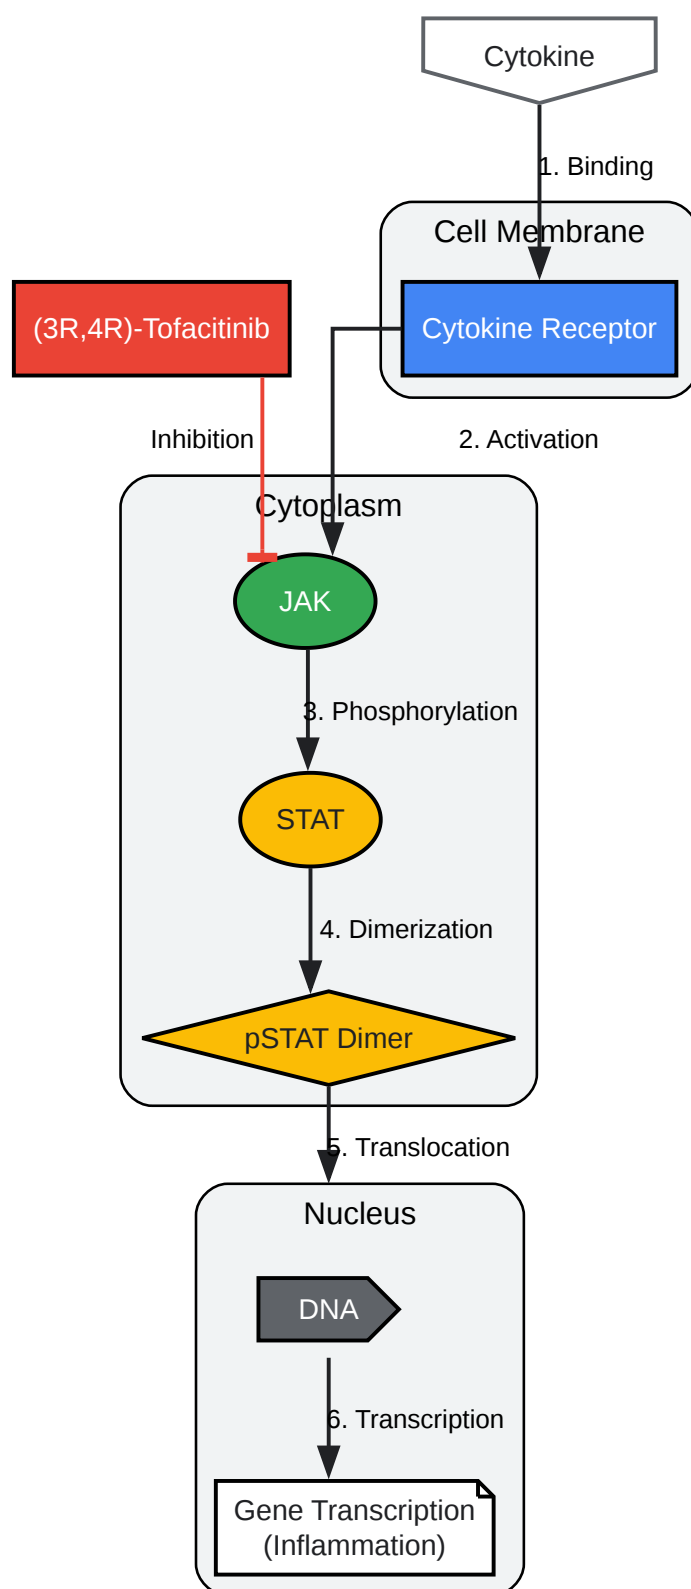 Cytokine
1. Binding
Cell Membrane
(3R,4R)-Tofacitinib
Cytokine Receptor
Inhibition
2. Activation
Cytoplasm
JAK
3. Phosphorylation
STAT
4. Dimerization
pSTAT Dimer
5. Translocation
Nucleus
DNA
6. Transcription
Gene Transcription
(Inflammation)